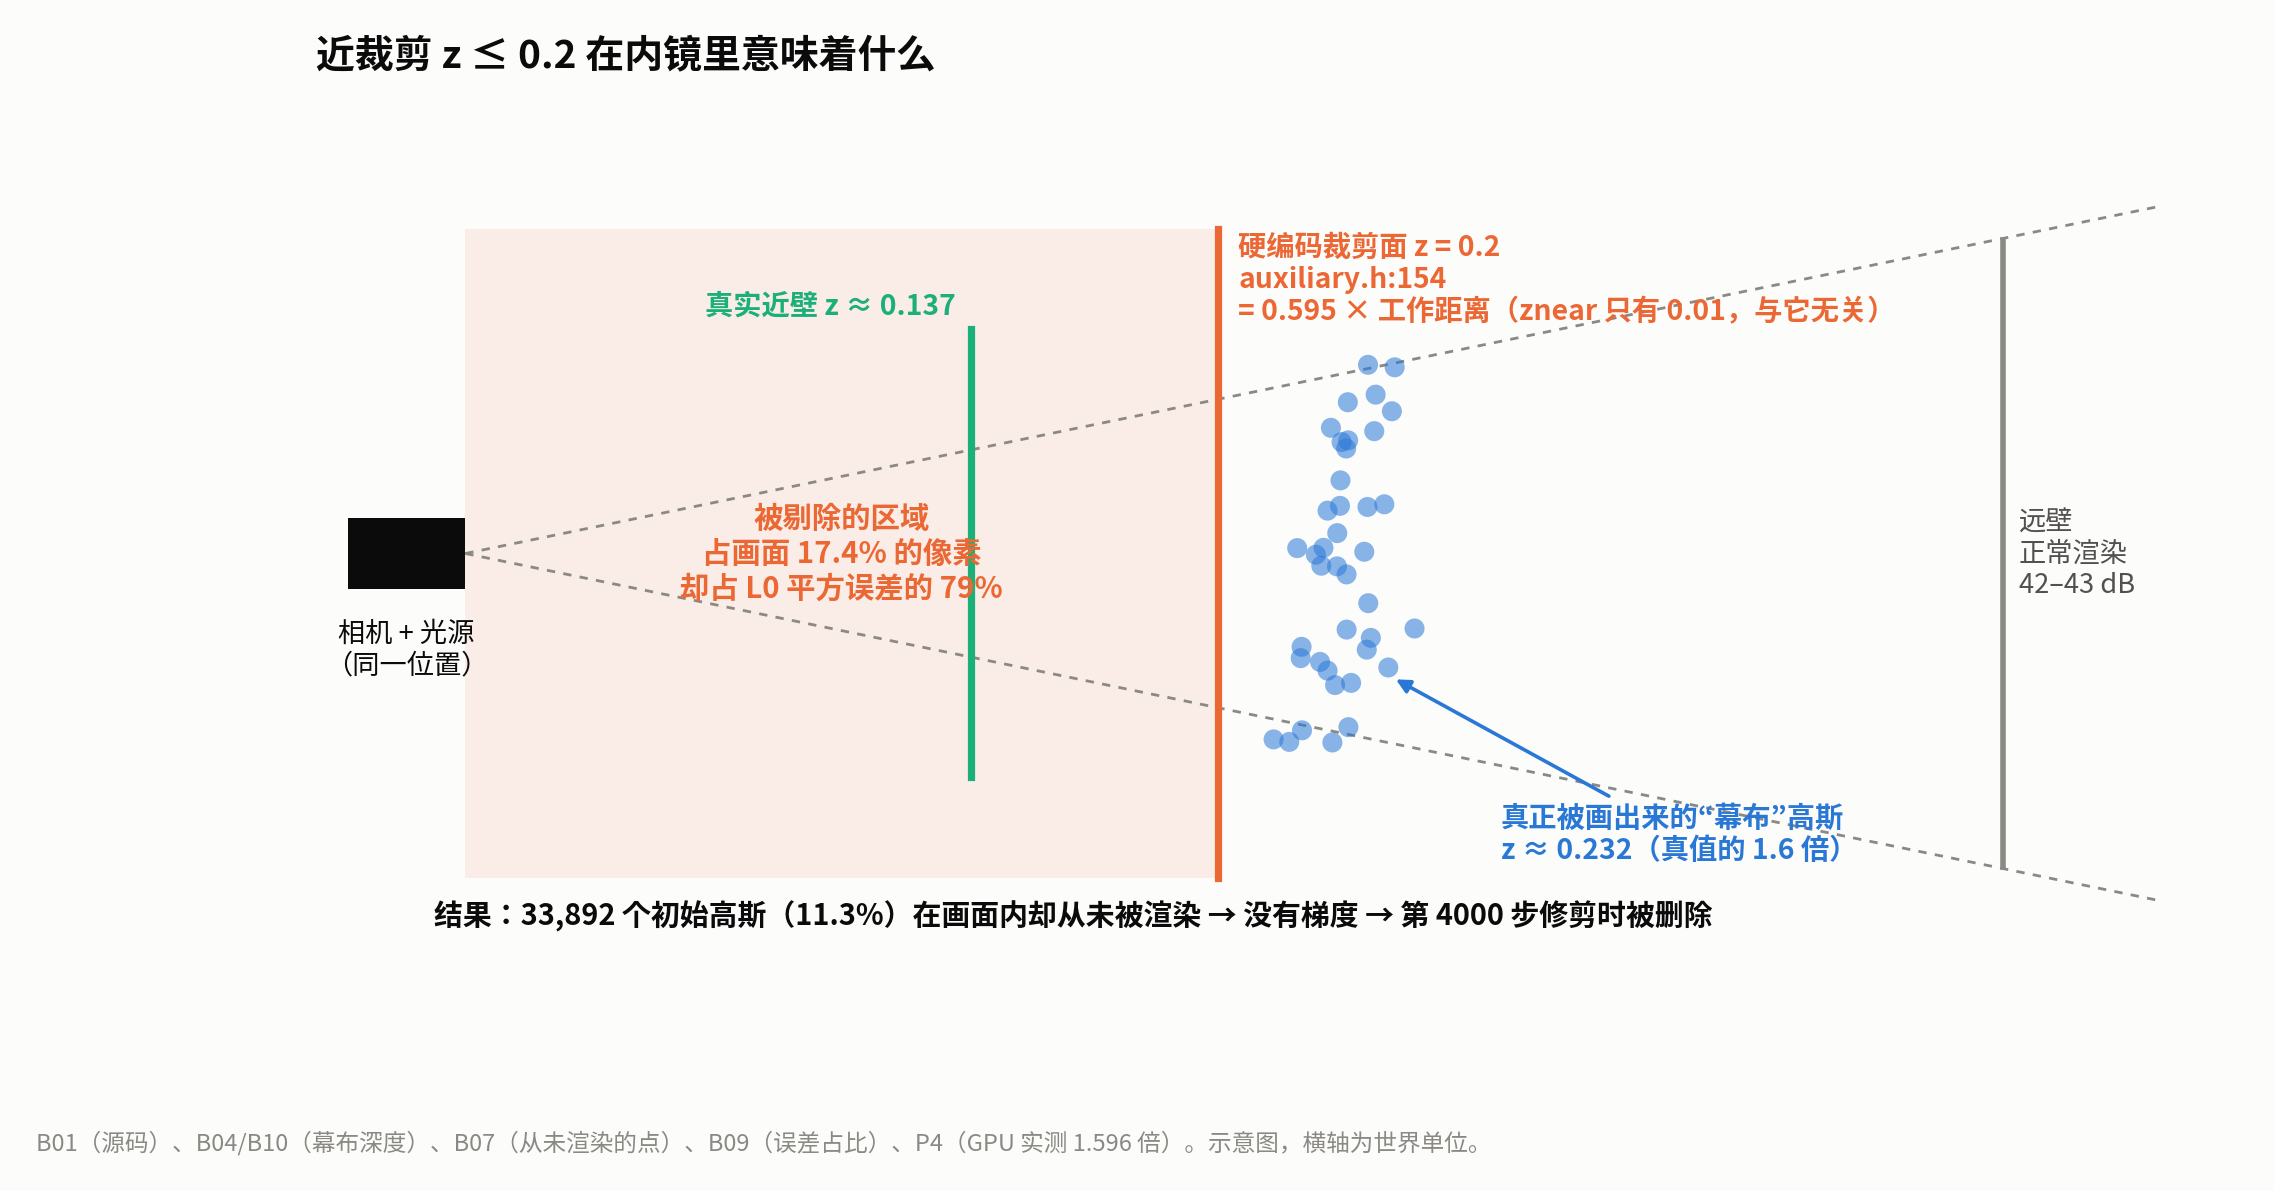 近裁剪 z ≤ 0.2 在内镜里意味着什么
硬编码裁剪面 z = 0.2
auxiliary.h:154
= 0.595 × 工作距离（znear 只有 0.01，与它无关）
真实近壁 z ≈ 0.137
被剔除的区域
占画面 17.4% 的像素
却占 L0 平方误差的 79%
相机 + 光源
（同一位置）
远壁
正常渲染
42–43 dB
真正被画出来的“幕布”高斯
z ≈ 0.232（真值的 1.6 倍）
结果：33,892 个初始高斯（11.3%）在画面内却从未被渲染 → 没有梯度 → 第 4000 步修剪时被删除
B01（源码）、B04/B10（幕布深度）、B07（从未渲染的点）、B09（误差占比）、P4（GPU 实测 1.596 倍）。示意图，横轴为世界单位。